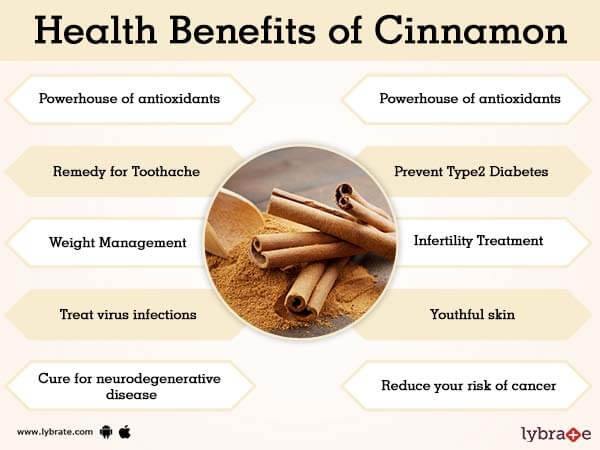 Health Benefits of Cinnamon
Powerhouse of antioxidants
Powerhouse of antioxidants
Remedy for Toothache
Prevent Type2 Diabetes
Weight Management
Infertility Treatment
Treat virus infections
Youthful skin
Cure for neurodegenerative
disease
Reduce your risk of cancer
www.lybrate.com
lybrate